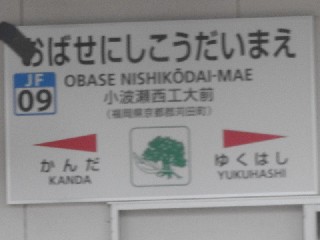 おばせにしこうだいまえ
JF
09
OBASE NISHIKŌDAI-MAE
小波瀬西工大前
(福岡県京都郡苅田町)
かんだ
KANDA
ゆくはし
YUKUHASHI